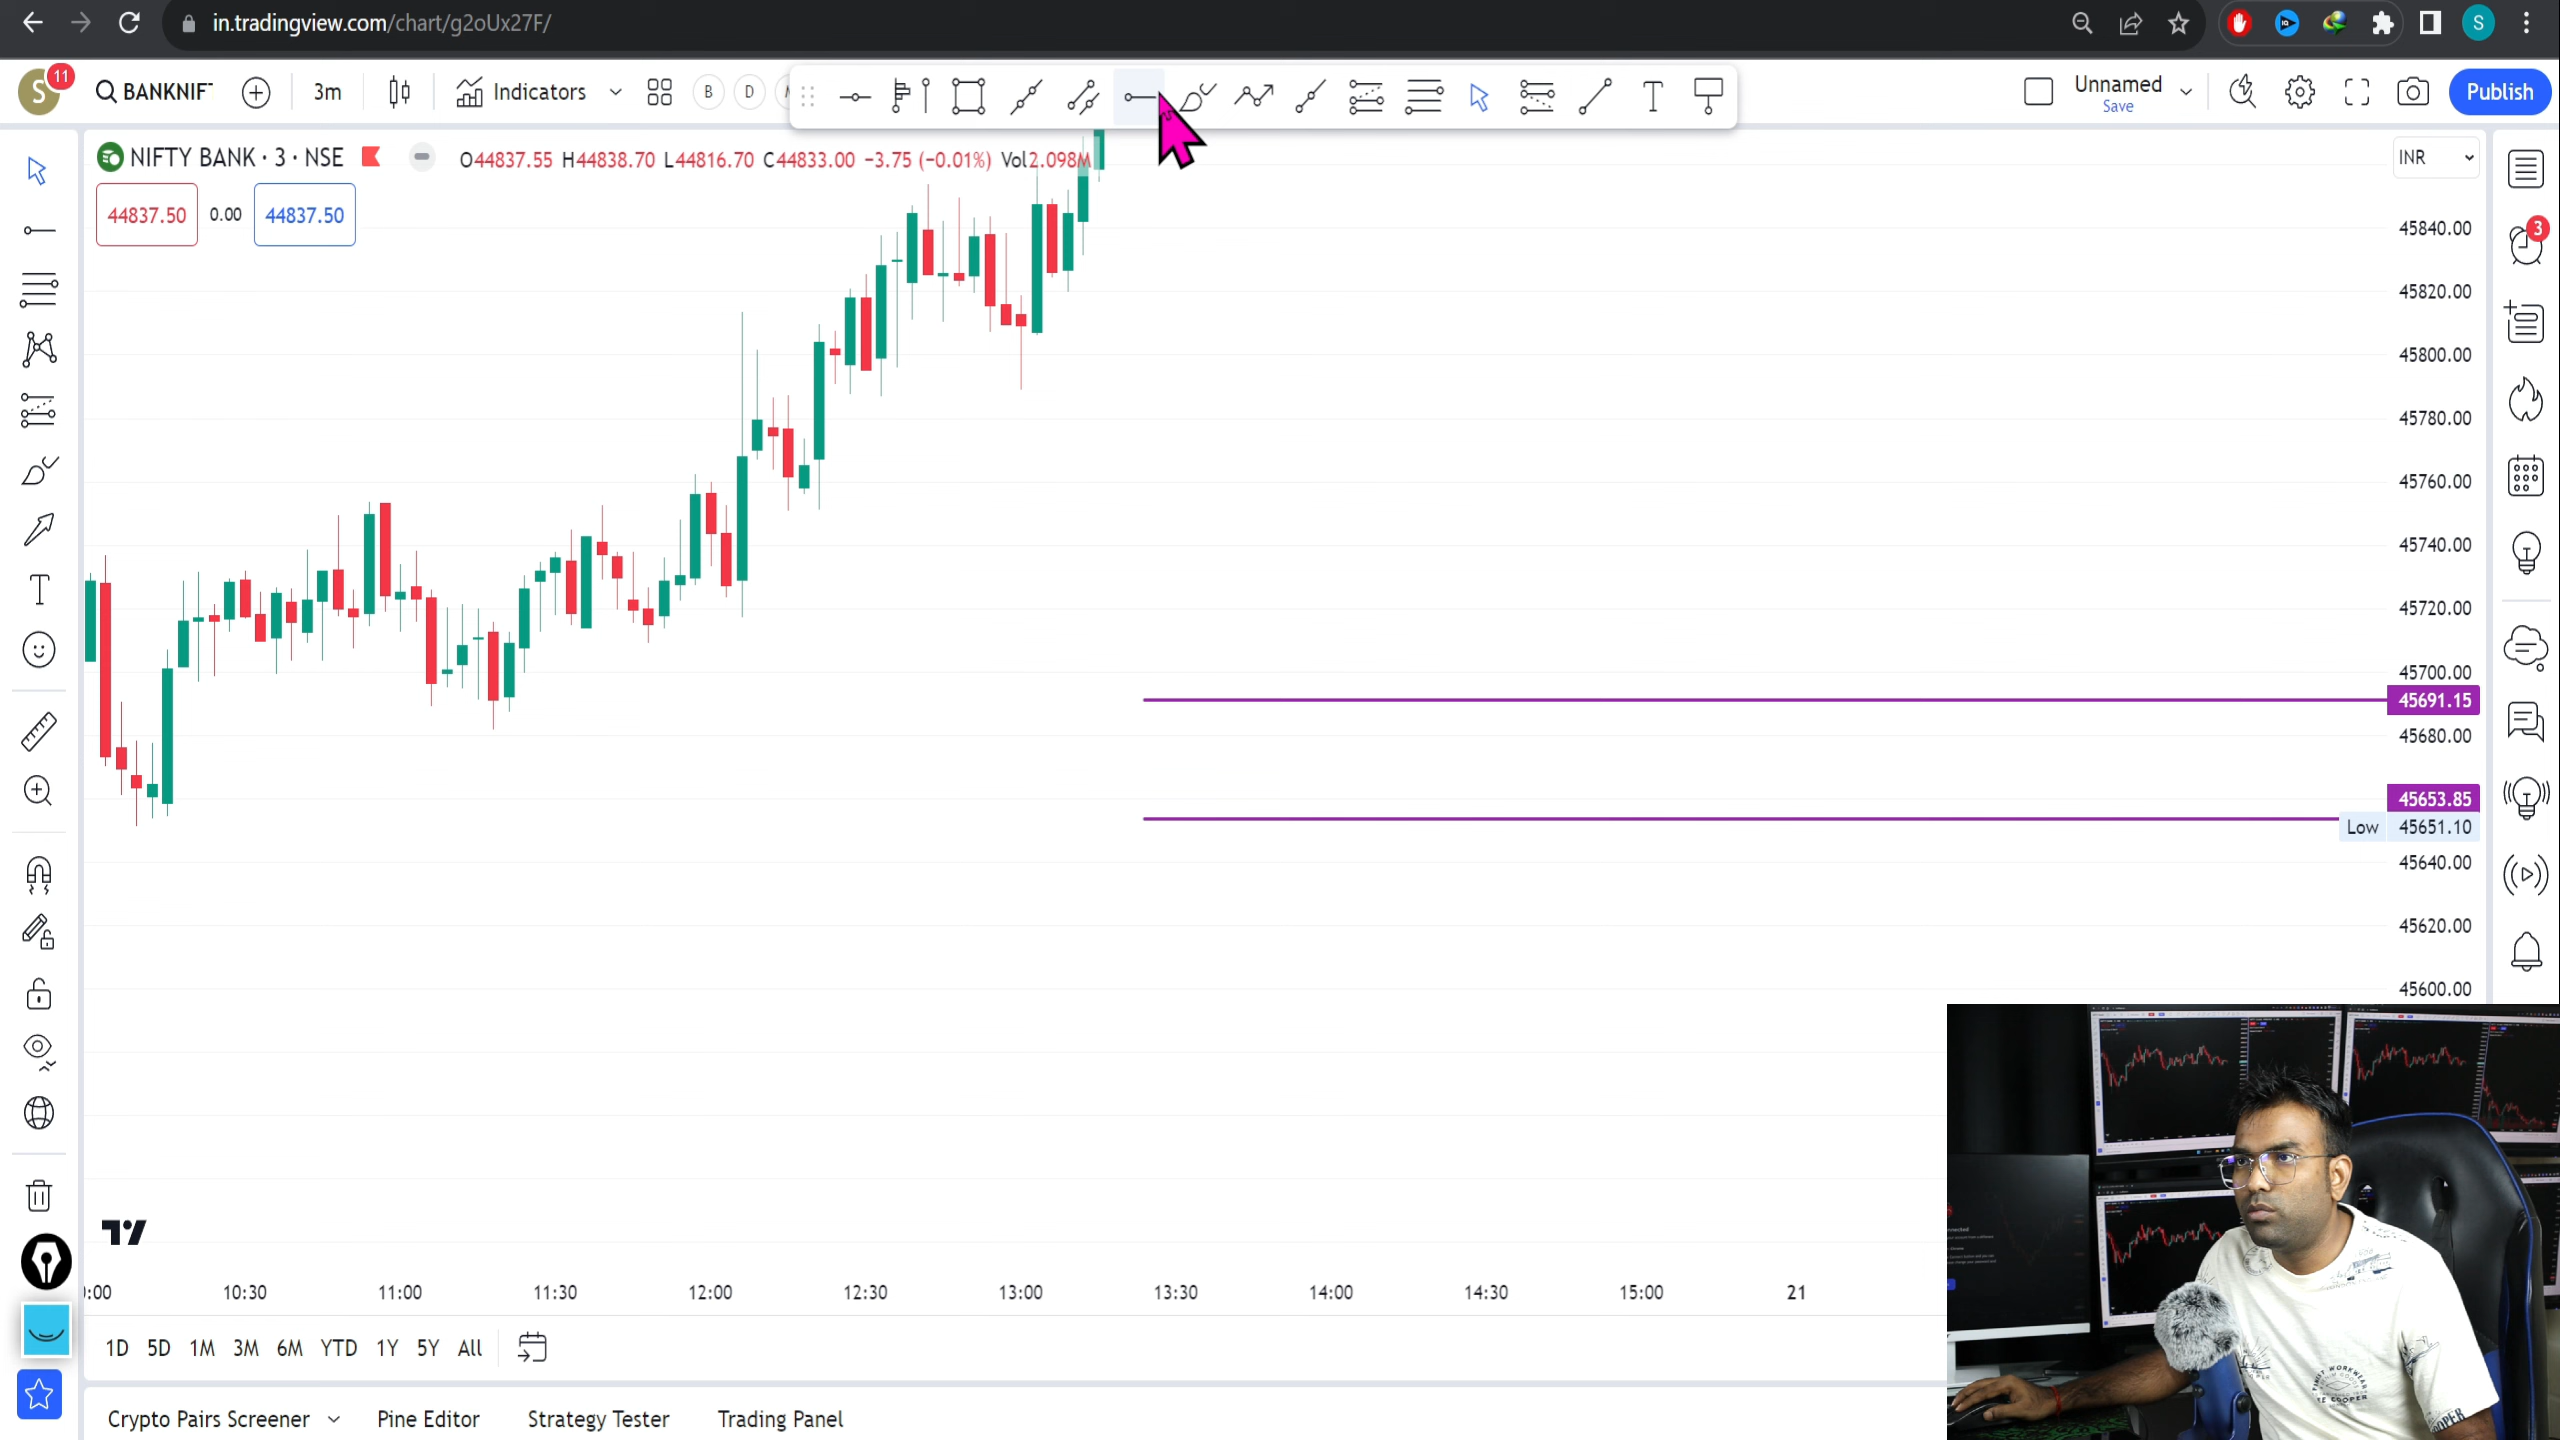 in.tradingview.com/chart/g2oUx27F/
S
S
11
BANKNIF
3m
Indicators
B
D
T
Unnamed
Save
Publish
NIFTY BANK · 3 · NSE
O44837.55 H44838.70 L44816.70 C44833.00 −3.75 (−0.01%) Vol2.098M
INR
44837.50
0.00
44837.50
3
45840.00
45820.00
45800.00
45780.00
45760.00
45740.00
45720.00
45700.00
45691.15
45680.00
45653.85
Low 45651.10
45640.00
45620.00
45600.00
T
:00
10:30
11:00
11:30
12:00
12:30
13:00
13:30
14:00
14:30
15:00
21
1D 5D 1M 3M 6M YTD 1Y 5Y All
Crypto Pairs Screener
Pine Editor
Strategy Tester
Trading Panel